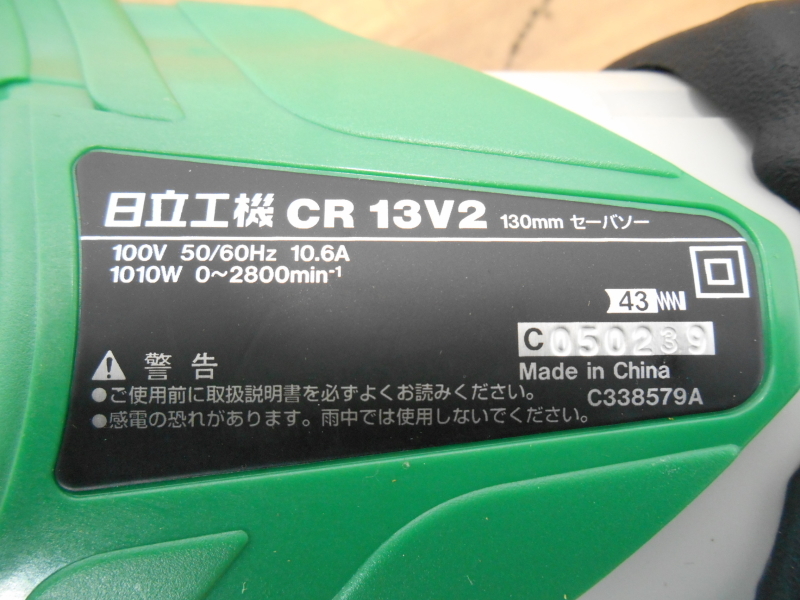 日立工機 CR 13V2 130mm セーバソー
100V 50/60Hz 10.6A
1010W 0〜2800min⁻¹
43
C050239
Made in China
警告
●ご使用前に取扱説明書を必ずよくお読みください。
C338579A
●感電の恐れがあります。雨中では使用しないでください。